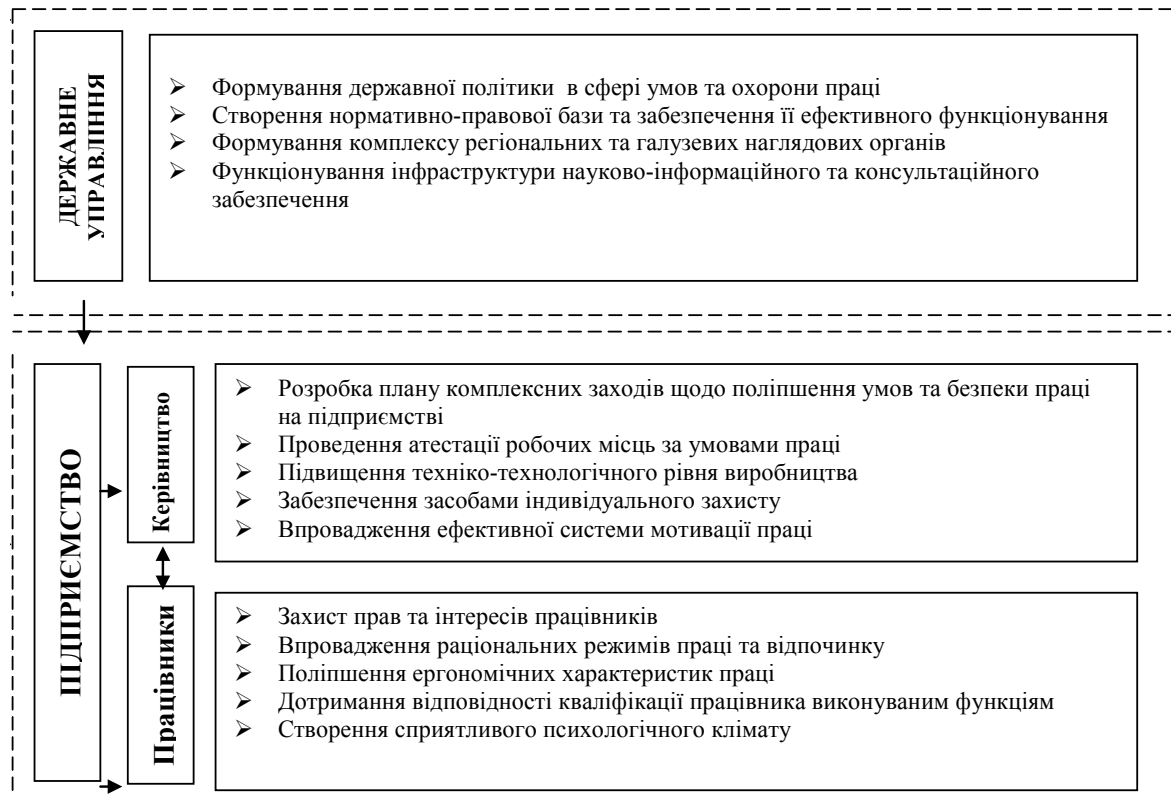 ДЕРЖАВНЕ
УПРАВЛІННЯ
➢ Формування державної політики в сфері умов та охорони праці
➢ Створення нормативно-правової бази та забезпечення її ефективного функціонування
➢ Формування комплексу регіональних та галузевих наглядових органів
➢ Функціонування інфраструктури науково-інформаційного та консультаційного
забезпечення
ПІДПРИЄМСТВО
Керівництво
➢ Розробка плану комплексних заходів щодо поліпшення умов та безпеки праці
на підприємстві
➢ Проведення атестації робочих місць за умовами праці
➢ Підвищення техніко-технологічного рівня виробництва
➢ Забезпечення засобами індивідуального захисту
➢ Впровадження ефективної системи мотивації праці
Працівники
➢ Захист прав та інтересів працівників
➢ Впровадження раціональних режимів праці та відпочинку
➢ Поліпшення ергономічних характеристик праці
➢ Дотримання відповідності кваліфікації працівника виконуваним функціям
➢ Створення сприятливого психологічного клімату